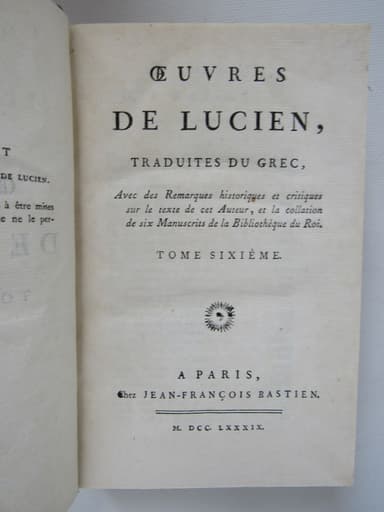 T
DE LUCIEN.
à être mises
e ne le per-
ŒUVRES
DE LUCIEN,
TRADUITES DU GREC,
Avec des Remarques historiques et critiques
sur le texte de cet Auteur, et la collation
de six Manuscrits de la Bibliothèque du Roi.
TOME SIXIÉME.
A PARIS,
Chez JEAN-FRANÇOIS BASTIEN.
M. DCC. LXXXIX.